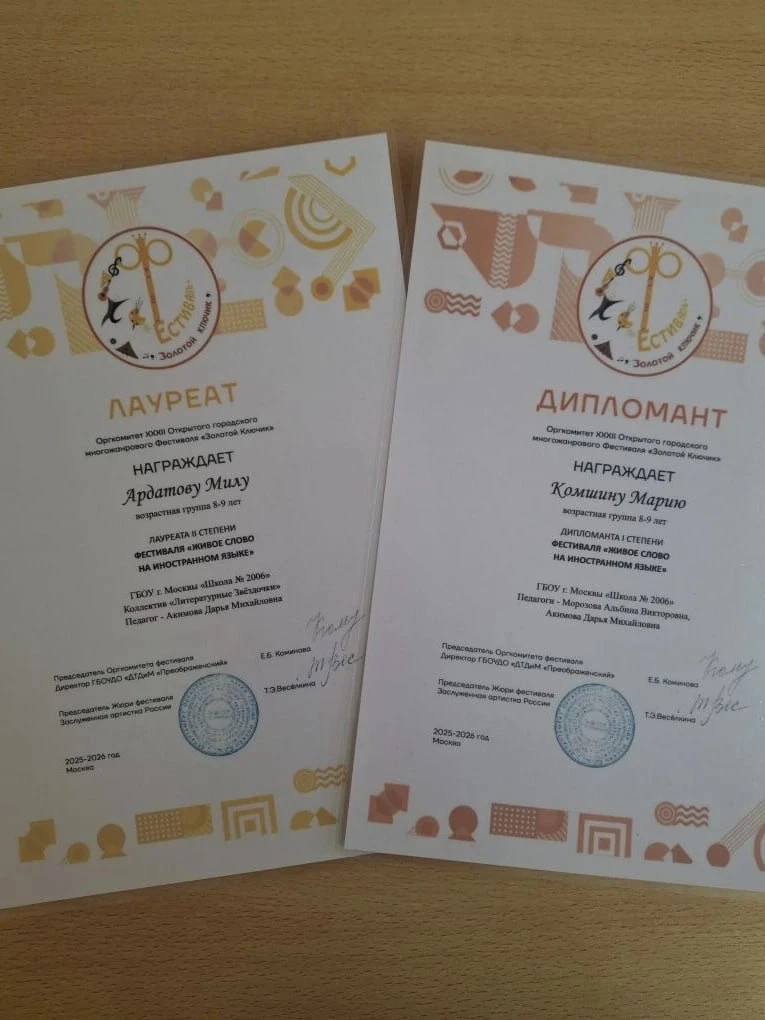 ФЕСТИВАЛЬ
ЗОЛОТОЙ КЛЮЧИК
ЛАУРЕАТ
Оргкомитет XXXII Открытого городского
многожанрового Фестиваля «Золотой Ключик»
НАГРАЖДАЕТ
Ардатову Милу
возрастная группа 8-9 лет
ЛАУРЕАТА II СТЕПЕНИ
ФЕСТИВАЛЯ «ЖИВОЕ СЛОВО
НА ИНОСТРАННОМ ЯЗЫКЕ»
ГБОУ г. Москвы «Школа № 2006»
Коллектив «Литературные Звёздочки»
Педагог - Акимова Дарья Михайловна
Председатель Оргкомитета фестиваля
Директор ГБОУДО «ДТДиМ «Преображенский»
Е.Б. Каминова
Председатель Жюри фестиваля
Заслуженная артистка России
Т.Э.Весёлкина
2025-2026 год
Москва
ФЕСТИВАЛЬ
ЗОЛОТОЙ КЛЮЧИК
ДИПЛОМАНТ
Оргкомитет XXXII Открытого городского
многожанрового Фестиваля «Золотой Ключик»
НАГРАЖДАЕТ
Комшину Марию
возрастная группа 8-9 лет
ДИПЛОМАНТА I СТЕПЕНИ
ФЕСТИВАЛЯ «ЖИВОЕ СЛОВО
НА ИНОСТРАННОМ ЯЗЫКЕ»
ГБОУ г. Москвы «Школа № 2006»
Педагоги - Морозова Альбина Викторовна,
Акимова Дарья Михайловна
Председатель Оргкомитета фестиваля
Директор ГБОУДО «ДТДиМ «Преображенский»
Е.Б. Каминова
Председатель Жюри фестиваля
Заслуженная артистка России
Т.Э.Весёлкина
2025-2026 год
Москва